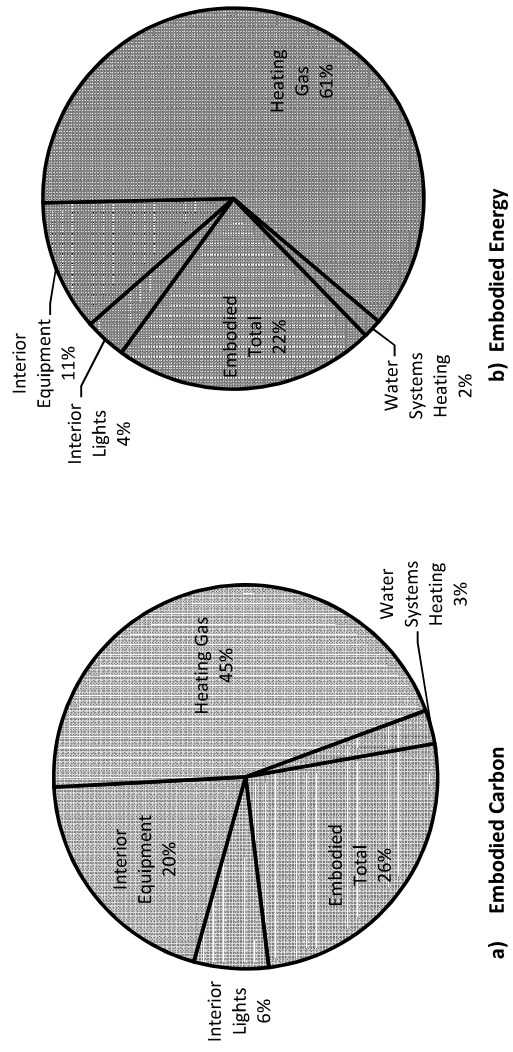 Interior
Equipment
20%
Heating Gas
45%
Interior
Lights
6%
Embodied
Total
26%
Water
Systems
Heating
3%
a) Embodied Carbon
Interior
Equipment
11%
Interior
Lights
4%
Heating
Gas
61%
Embodied
Total
22%
Water
Systems
Heating
2%
b) Embodied Energy